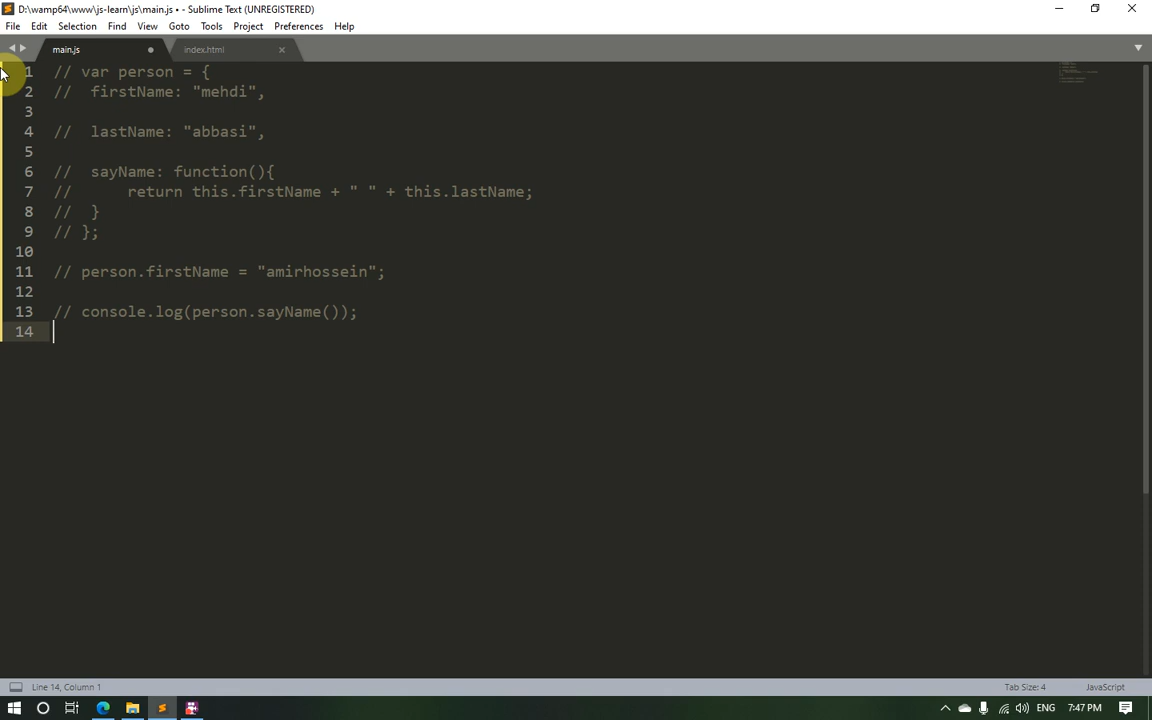 D:\wamp64\www\js-learn\js\main.js • - Sublime Text (UNREGISTERED)
File Edit Selection Find View Goto Tools Project Preferences Help
main.js index.html
1 // var person = {
2 //  firstName: "mehdi",
3
4 //  lastName: "abbasi",
5
6 //  sayName: function(){
7 //      return this.firstName + " " + this.lastName;
8 //  }
9 // };
10
11 // person.firstName = "amirhossein";
12
13 // console.log(person.sayName());
14
Line 14, Column 1 Tab Size: 4 JavaScript
ENG 7:47 PM